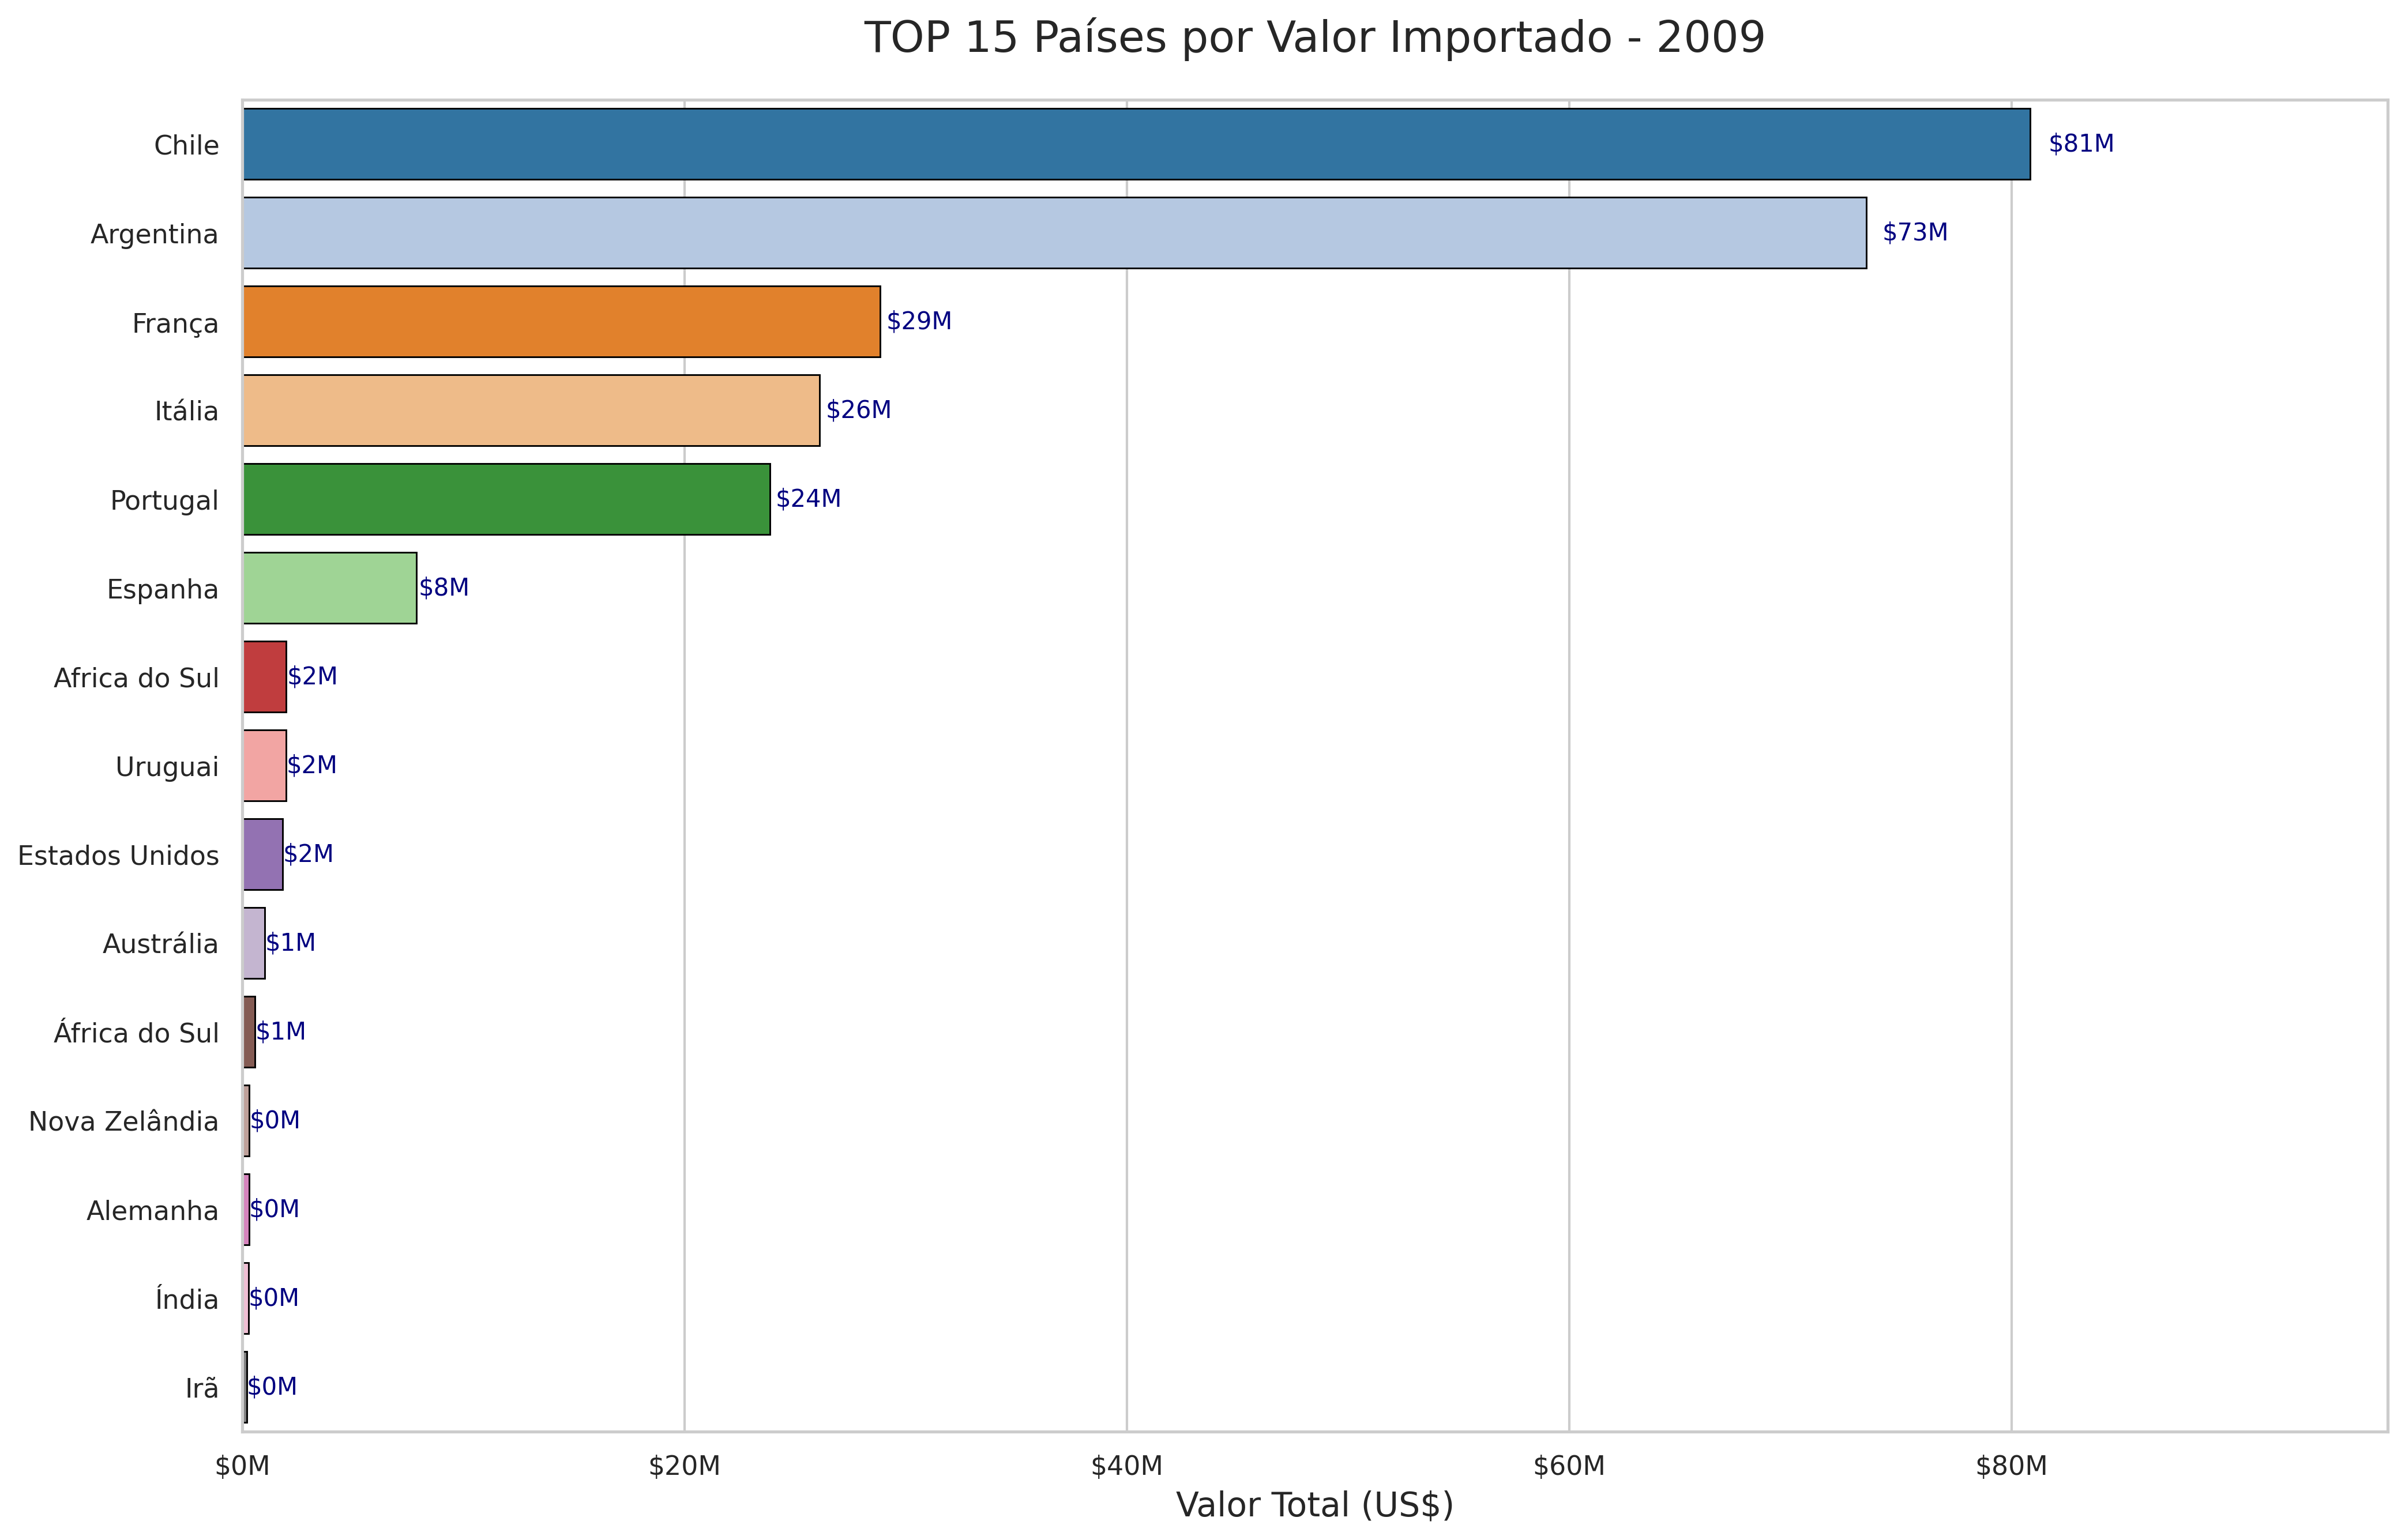 TOP 15 Países por Valor Importado - 2009
Chile $81M
Argentina $73M
França $29M
Itália $26M
Portugal $24M
Espanha $8M
Africa do Sul $2M
Uruguai $2M
Estados Unidos $2M
Austrália $1M
África do Sul $1M
Nova Zelândia $0M
Alemanha $0M
Índia $0M
Irã $0M
$0M $20M $40M $60M $80M
Valor Total (US$)